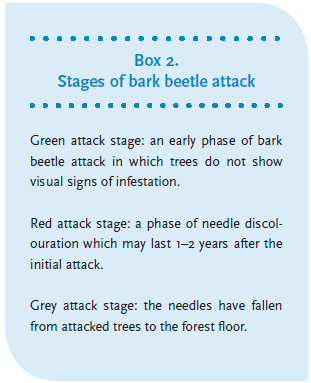 Box 2.
Stages of bark beetle attack
Green attack stage: an early phase of bark
beetle attack in which trees do not show
visual signs of infestation.
Red attack stage: a phase of needle discol-
ouration which may last 1–2 years after the
initial attack.
Grey attack stage: the needles have fallen
from attacked trees to the forest floor.